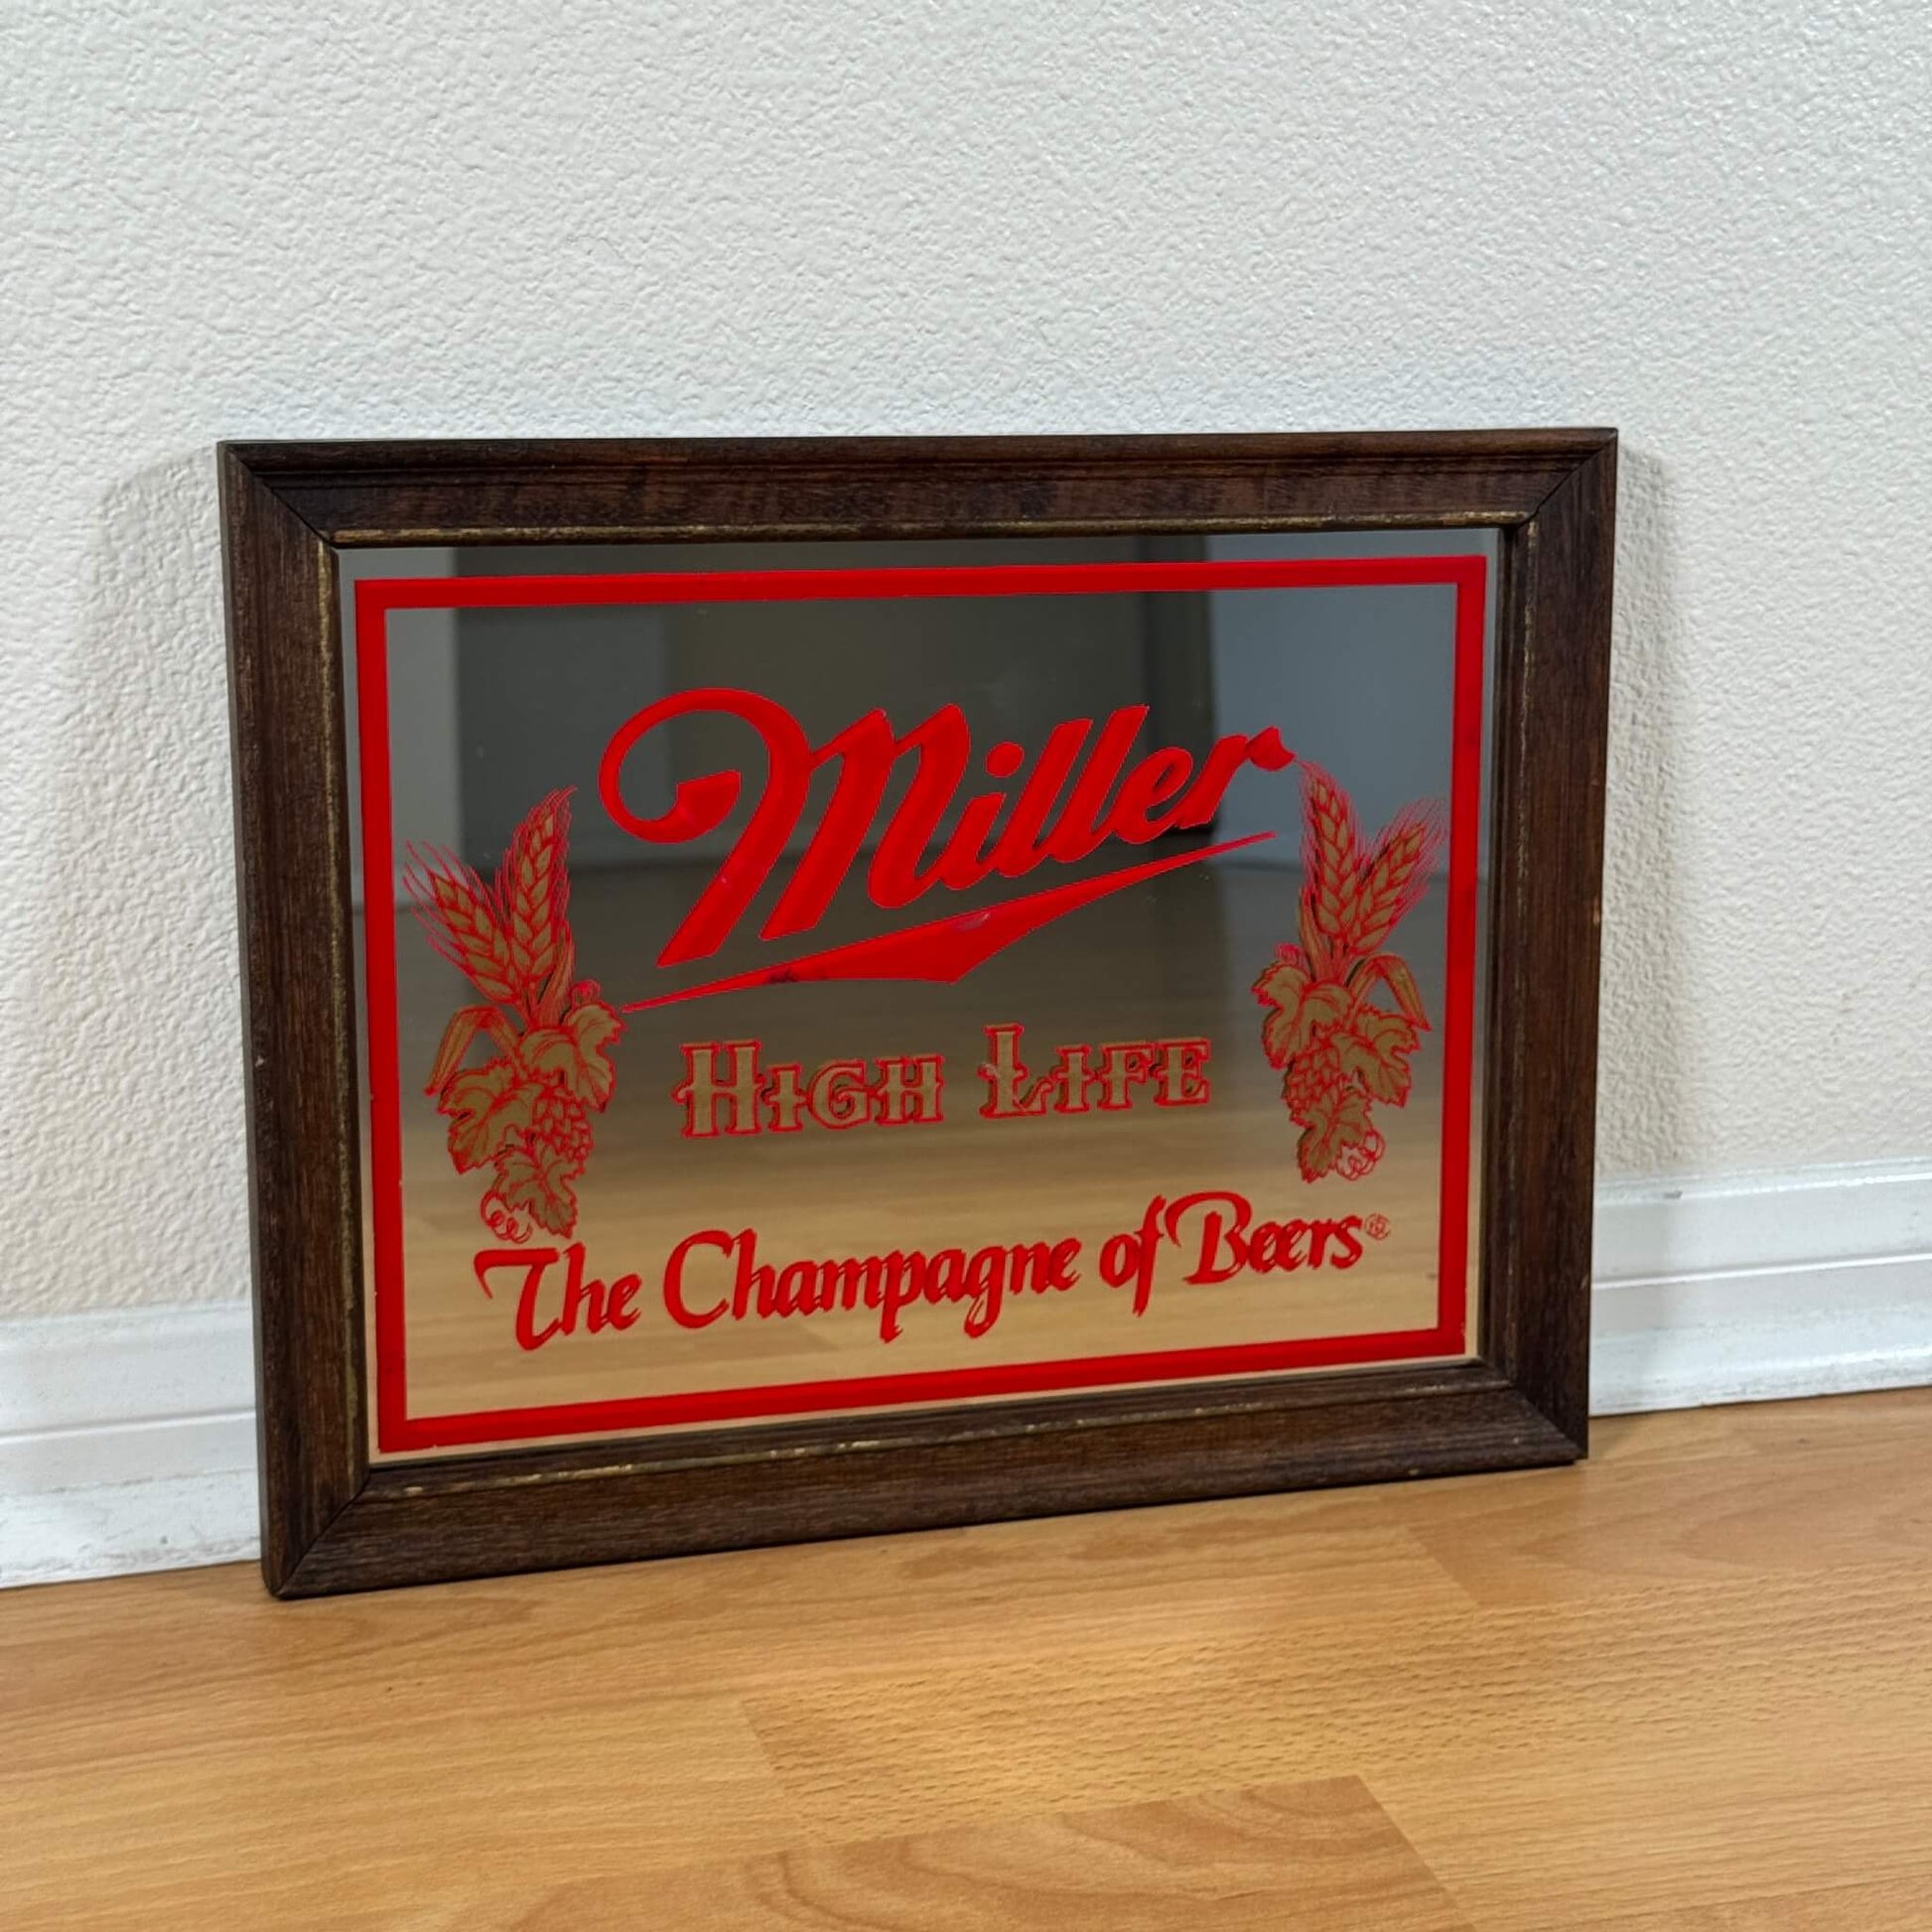 Miller
HIGH LIFE
The Champagne of Beers®